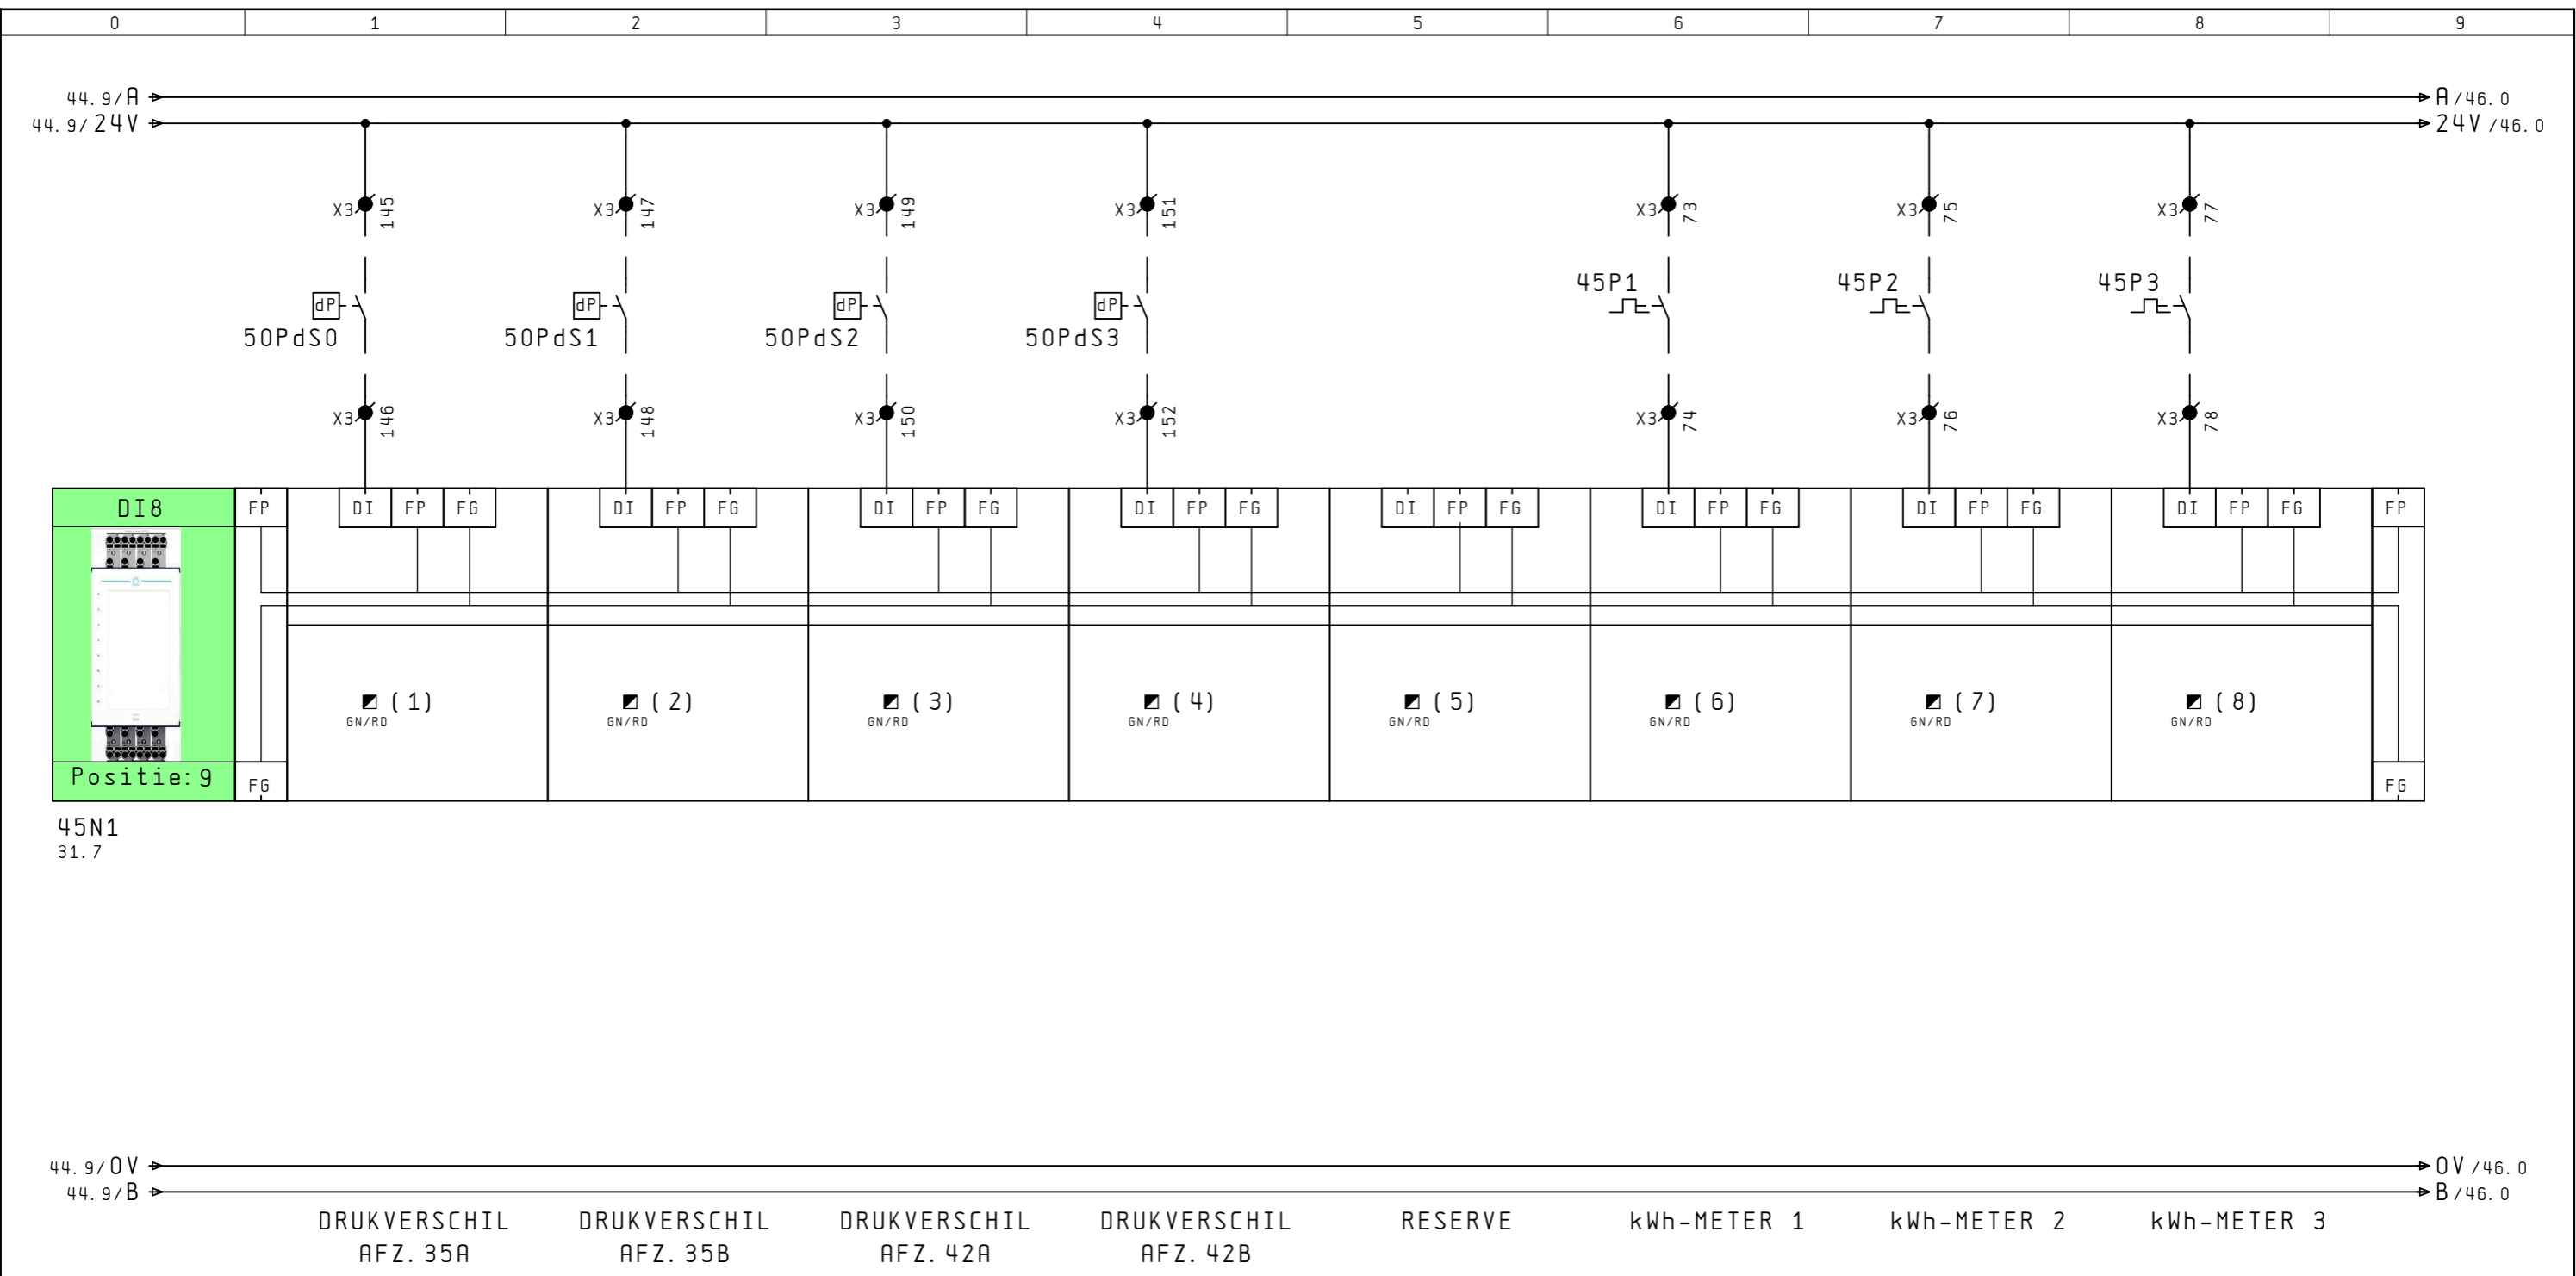 0 1 2 3 4 5 6 7 8 9
44.9/A A/46.0
44.9/24V 24V/46.0
X3 145 X3 147 X3 149 X3 151 X3 73 X3 75 X3 77
45P1 45P2 45P3
dP dP dP dP
50PdS0 50PdS1 50PdS2 50PdS3
X3 146 X3 148 X3 150 X3 152 X3 74 X3 76 X3 78
DI8 FP DI FP FG DI FP FG DI FP FG DI FP FG DI FP FG DI FP FG DI FP FG DI FP FG FP
(1) (2) (3) (4) (5) (6) (7) (8)
GN/RD GN/RD GN/RD GN/RD GN/RD GN/RD GN/RD GN/RD
Positie:9 FG FG
45N1
31.7
44.9/0V 0V/46.0
44.9/B B/46.0
DRUKVERSCHIL DRUKVERSCHIL DRUKVERSCHIL DRUKVERSCHIL RESERVE kWh-METER 1 kWh-METER 2 kWh-METER 3
AFZ.35A AFZ.35B AFZ.42A AFZ.42B